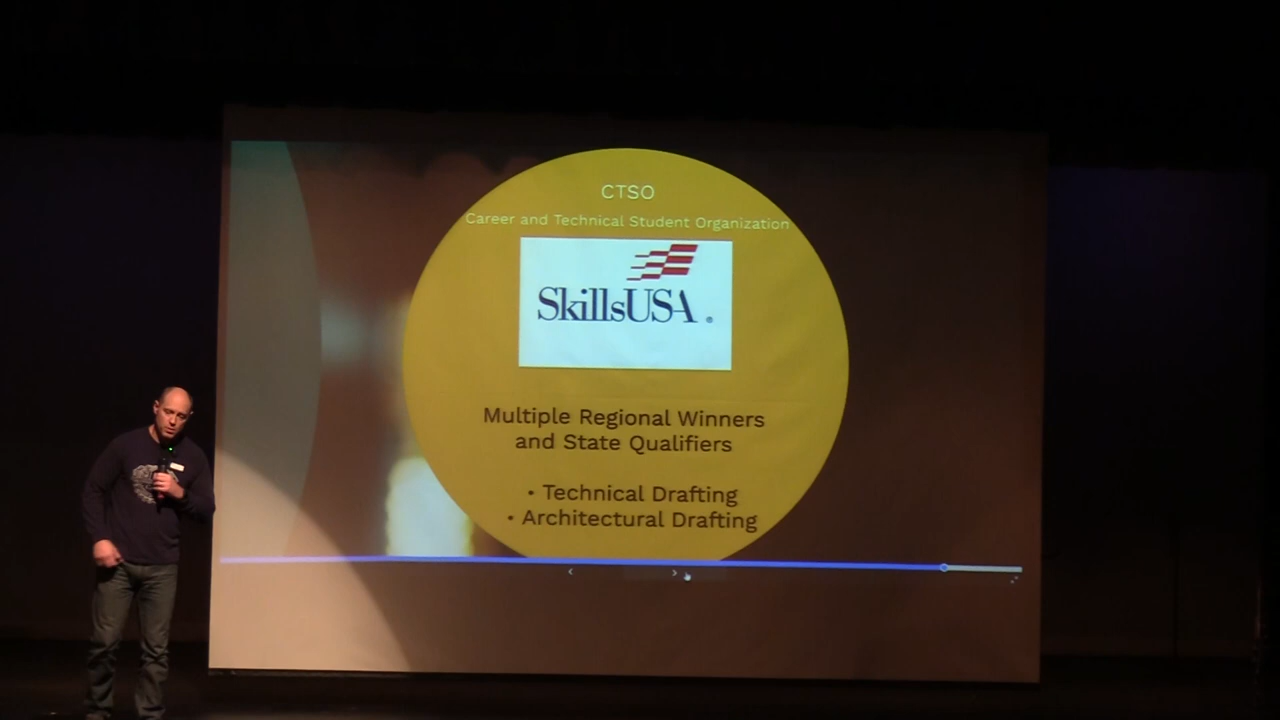 CTSO
Career and Technical Student Organization
SkillsUSA ®
Multiple Regional Winners
and State Qualifiers
• Technical Drafting
• Architectural Drafting